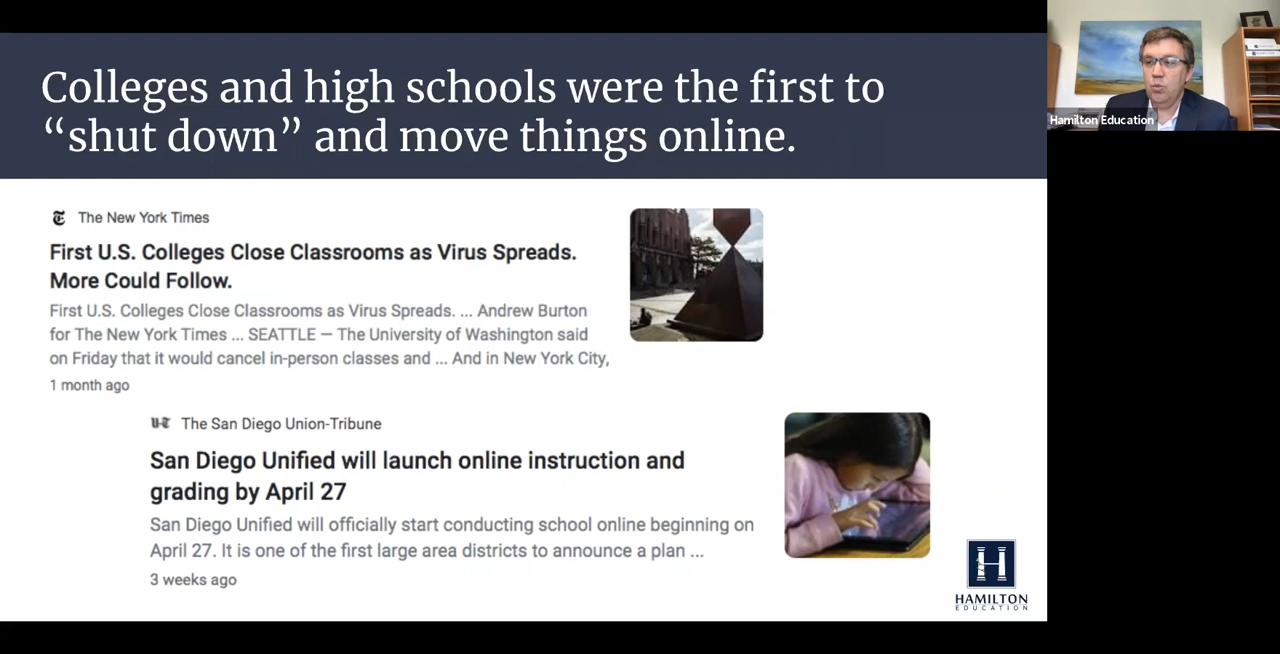 Colleges and high schools were the first to
“shut down” and move things online.
The New York Times
First U.S. Colleges Close Classrooms as Virus Spreads.
More Could Follow.
First U.S. Colleges Close Classrooms as Virus Spreads. ... Andrew Burton
for The New York Times ... SEATTLE — The University of Washington said
on Friday that it would cancel in-person classes and ... And in New York City,
1 month ago
U-T The San Diego Union-Tribune
San Diego Unified will launch online instruction and
grading by April 27
San Diego Unified will officially start conducting school online beginning on
April 27. It is one of the first large area districts to announce a plan ...
3 weeks ago
H
HAMILTON
EDUCATION
Hamilton Education